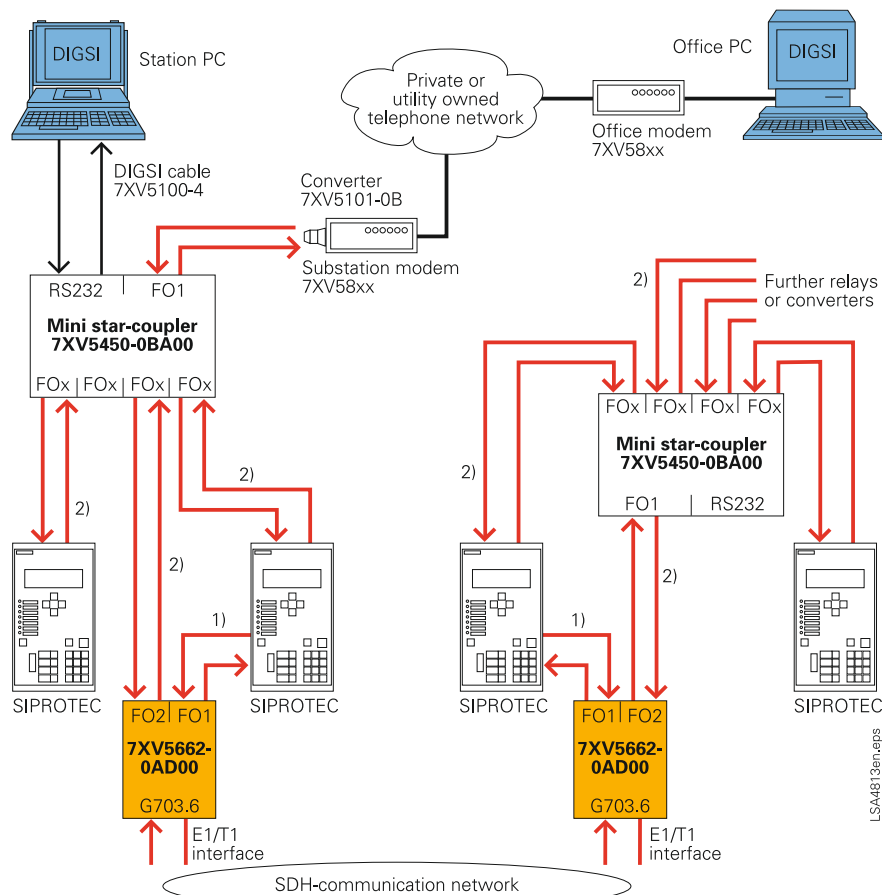 DIGSI
Station PC
Office PC
DIGSI
Private or
utility owned
telephone network
Office modem
7XV58xx
DIGSI cable
7XV5100-4
Converter
7XV5101-0B
Substation modem
7XV58xx
RS232 FO1
Mini star-coupler
7XV5450-0BA00
FOx FOx FOx FOx
2)
Further relays
or converters
FOx FOx FOx FOx
Mini star-coupler
7XV5450-0BA00
FO1 RS232
2)
2)
2)
2)
2)
1)
1)
SIPROTEC
SIPROTEC
SIPROTEC
SIPROTEC
FO2 FO1
7XV5662-
0AD00
G703.6
E1/T1
interface
FO1 FO2
7XV5662-
0AD00
G703.6
E1/T1
interface
SDH-communication network
LSA4813en.eps